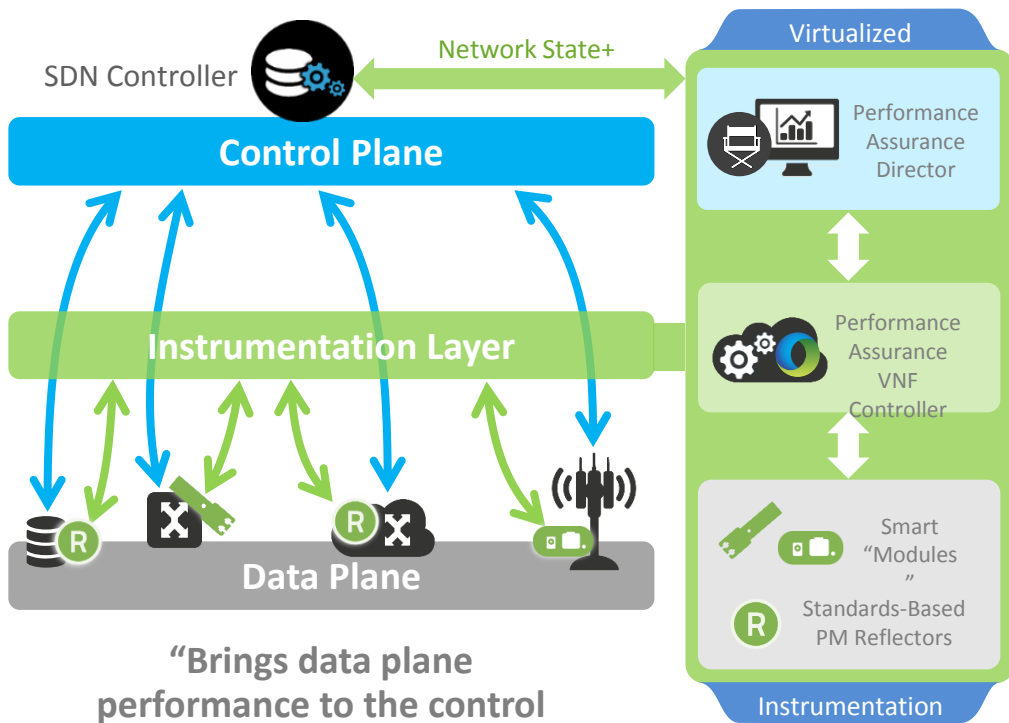 SDN Controller
Network State+
Control Plane
Instrumentation Layer
R
R
Data Plane
“Brings data plane
performance to the control
Virtualized
Performance
Assurance
Director
Performance
Assurance
VNF
Controller
Smart
“Modules
”
R
Standards-Based
PM Reflectors
Instrumentation